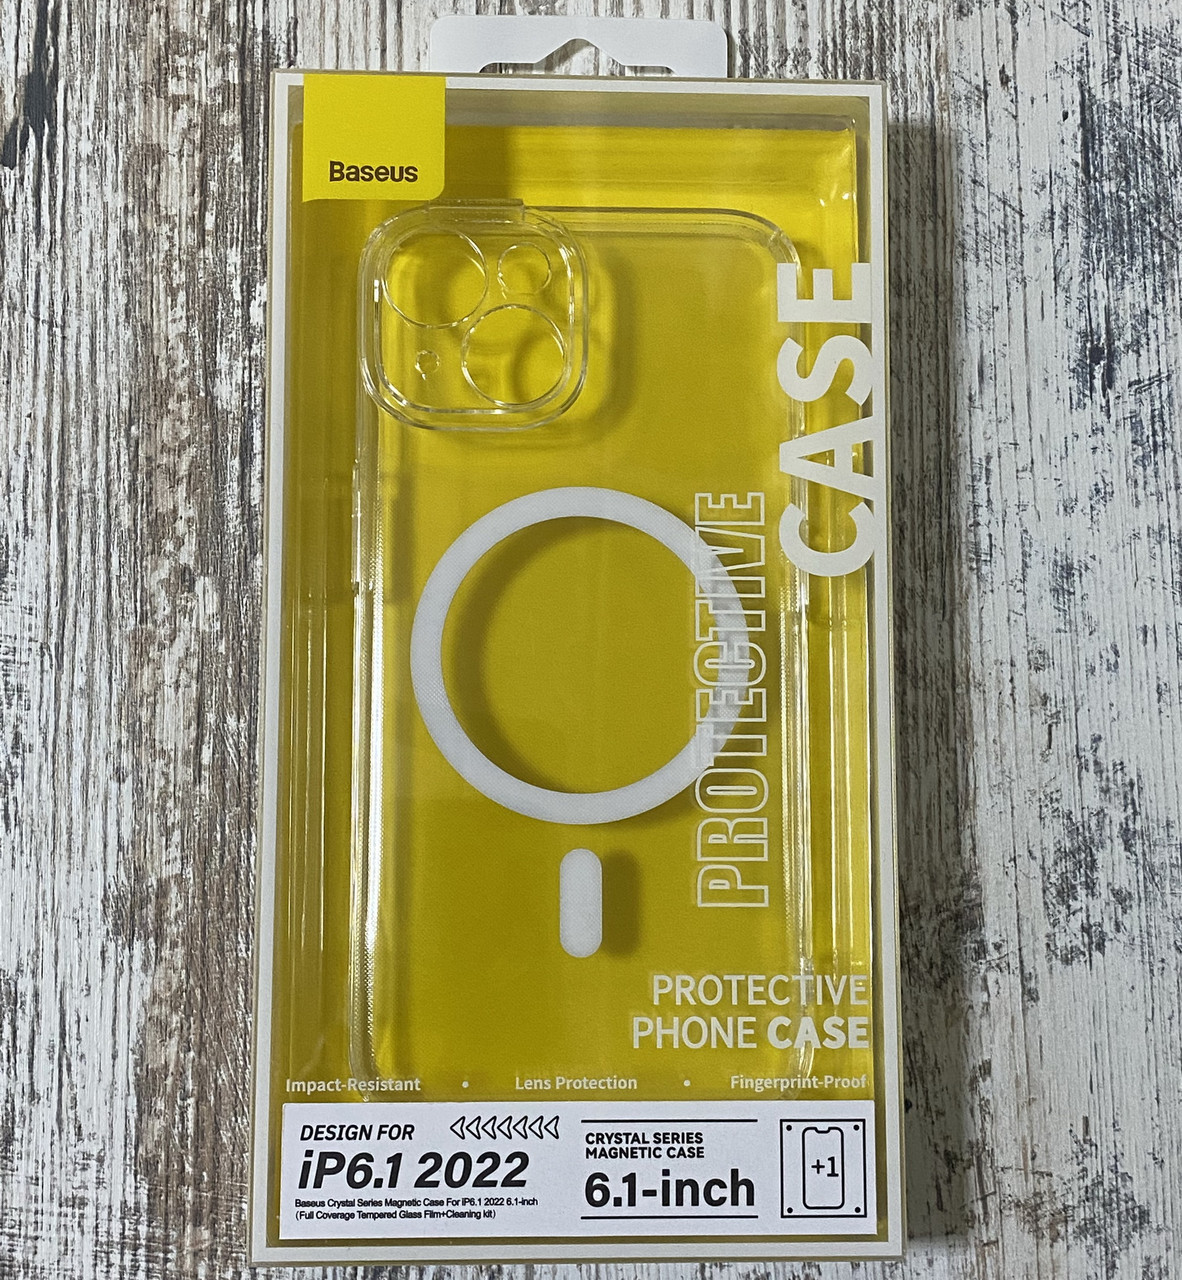 Baseus
CASE
PROTECTIVE
PROTECTIVE
PHONE CASE
Impact-Resistant • Lens Protection • Fingerprint-Proof
DESIGN FOR
iP6.1 2022
Baseus Crystal Series Magnetic Case For iP6.1 2022 6.1-inch
(Full Coverage Tempered Glass Film+Cleaning kit)
CRYSTAL SERIES
MAGNETIC CASE
6.1-inch
+1